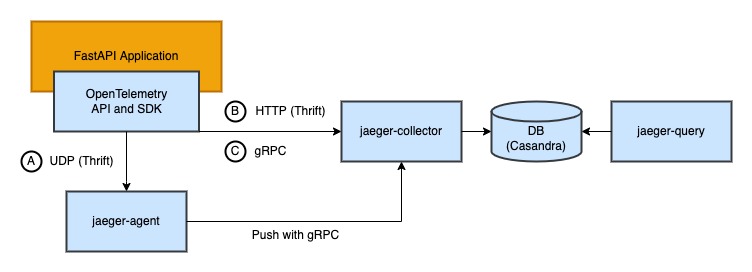 FastAPI Application
OpenTelemetry
API and SDK
B HTTP (Thrift)
C gRPC
jaeger-collector
DB
(Casandra)
jaeger-query
A UDP (Thrift)
jaeger-agent
Push with gRPC